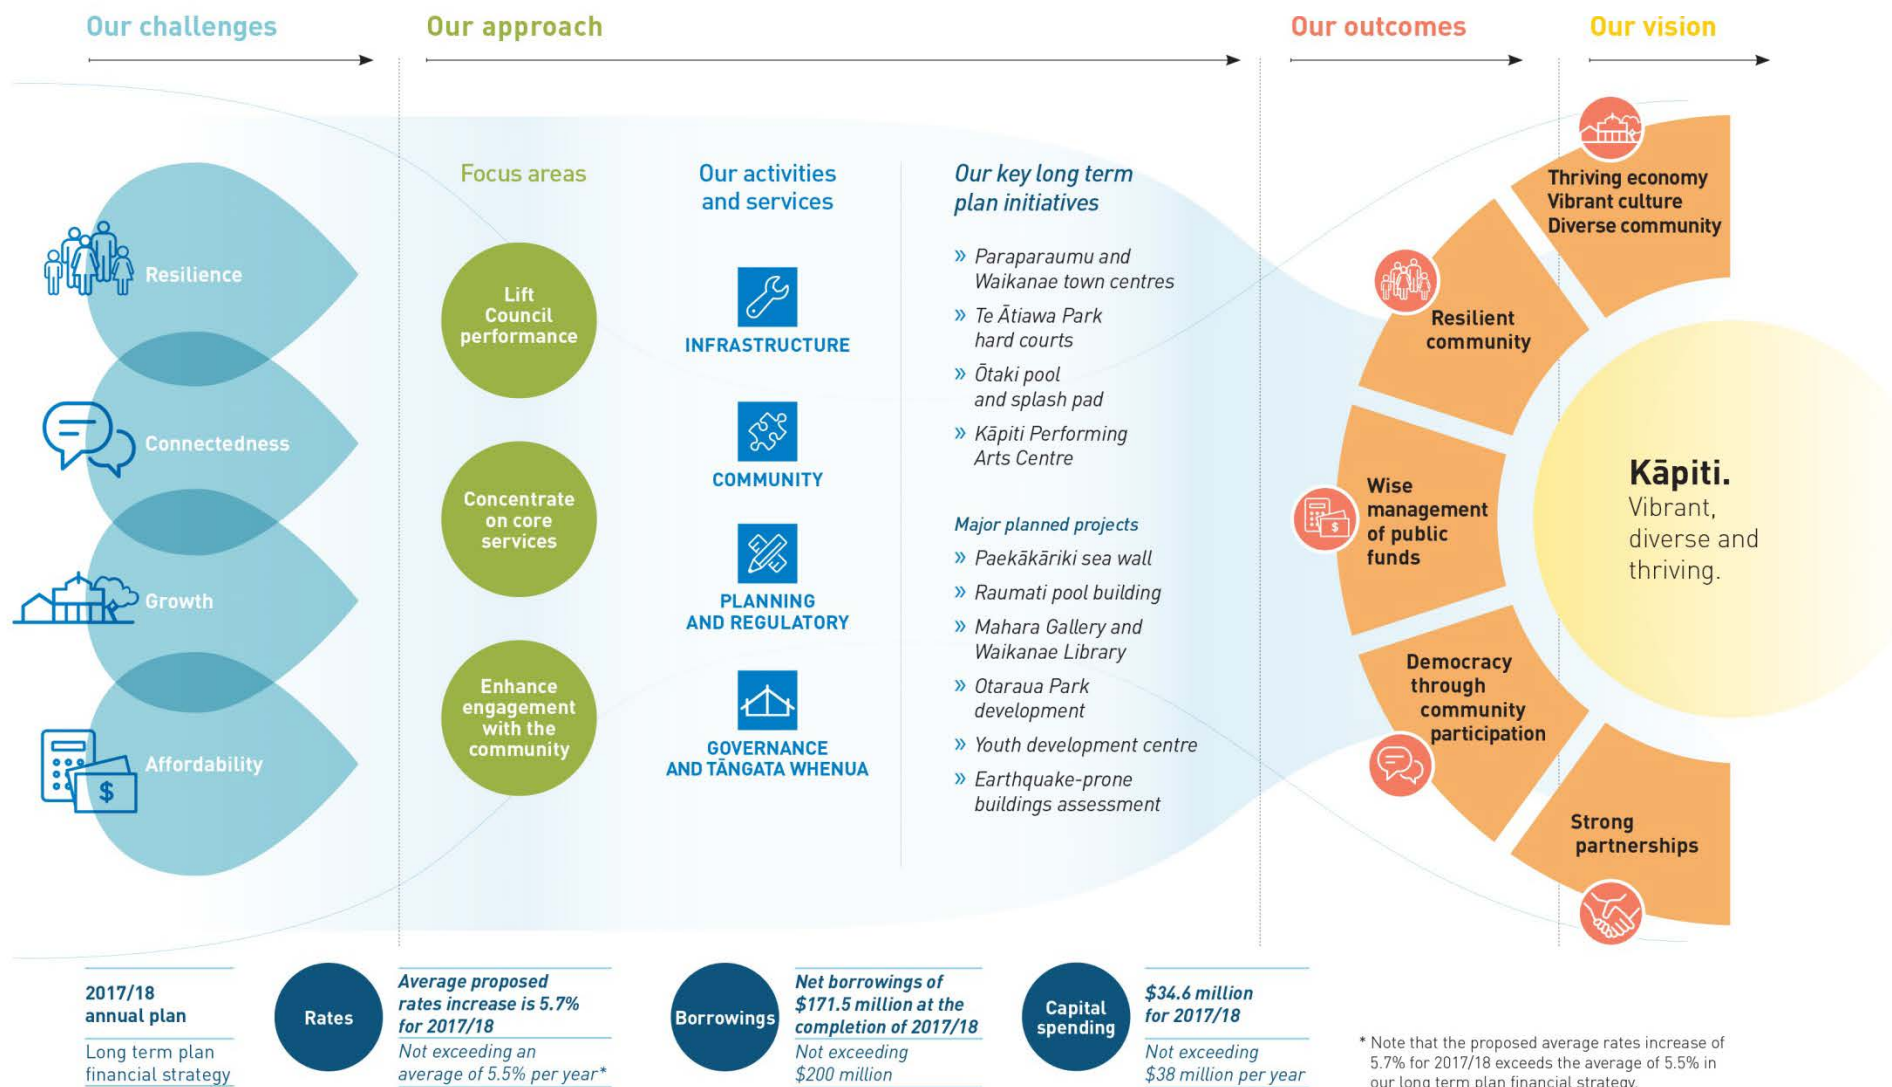 Our challenges
Our approach
Our outcomes
Our vision
Resilience
Connectedness
Growth
Affordability
$
Focus areas
Lift
Council
performance
Concentrate
on core
services
Enhance
engagement
with the
community
Our activities
and services
INFRASTRUCTURE
COMMUNITY
PLANNING
AND REGULATORY
GOVERNANCE
AND TĀNGATA WHENUA
Our key long term
plan initiatives
» Paraparaumu and
Waikanae town centres
» Te Ātiawa Park
hard courts
» Ōtaki pool
and splash pad
» Kāpiti Performing
Arts Centre
Major planned projects
» Paekākāriki sea wall
» Raumati pool building
» Mahara Gallery and
Waikanae Library
» Otaraua Park
development
» Youth development centre
» Earthquake-prone
buildings assessment
Thriving economy
Vibrant culture
Diverse community
Resilient
community
Wise
management
of public
funds
$
Democracy
through
community
participation
Strong
partnerships
Kāpiti.
Vibrant,
diverse and
thriving.
2017/18
annual plan
Long term plan
financial strategy
Rates
Average proposed
rates increase is 5.7%
for 2017/18
Not exceeding an
average of 5.5% per year*
Borrowings
Net borrowings of
$171.5 million at the
completion of 2017/18
Not exceeding
$200 million
Capital
spending
$34.6 million
for 2017/18
Not exceeding
$38 million per year
* Note that the proposed average rates increase of
5.7% for 2017/18 exceeds the average of 5.5% in
our long term plan financial strategy.